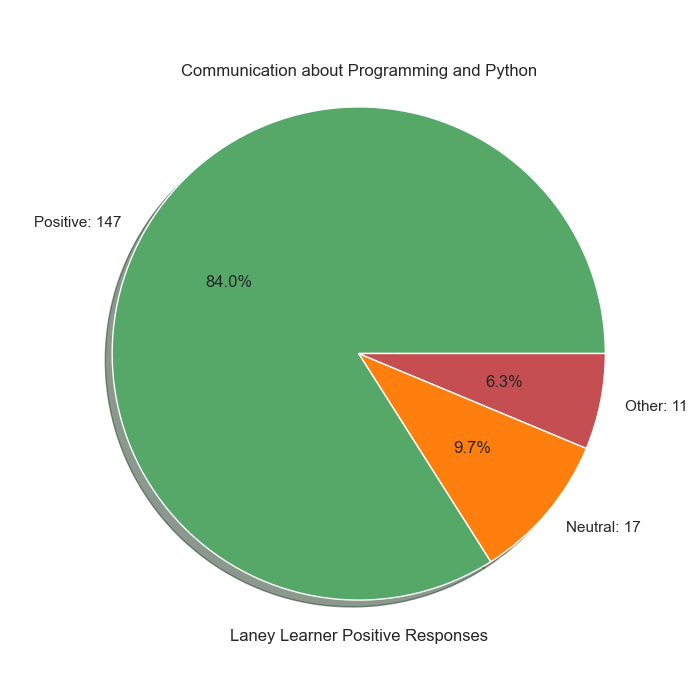 Communication about Programming and Python
Positive: 147
84.0%
6.3%
Other: 11
9.7%
Neutral: 17
Laney Learner Positive Responses